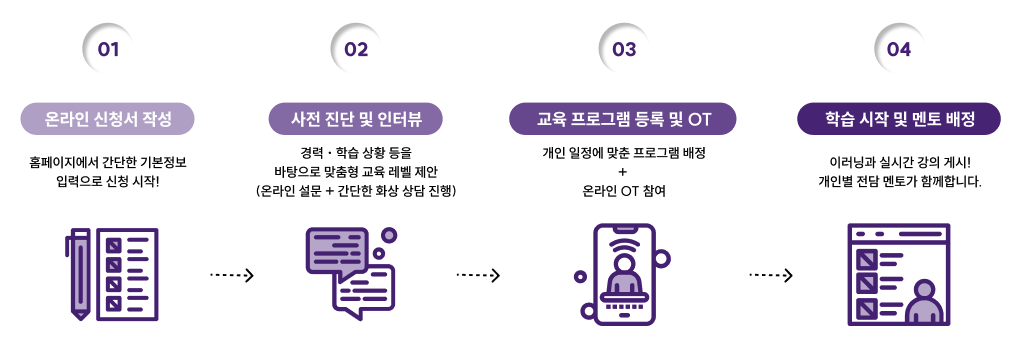 01
온라인 신청서 작성
홈페이지에서 간단한 기본정보
입력으로 신청 시작!
02
사전 진단 및 인터뷰
경력 · 학습 상황 등을
바탕으로 맞춤형 교육 레벨 제안
(온라인 설문 + 간단한 화상 상담 진행)
03
교육 프로그램 등록 및 OT
개인 일정에 맞춘 프로그램 배정
+
온라인 OT 참여
04
학습 시작 및 멘토 배정
이러닝과 실시간 강의 게시!
개인별 전담 멘토가 함께합니다.